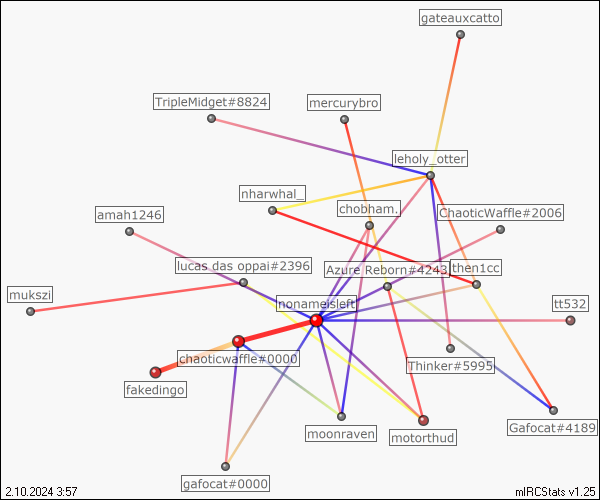 gateauxcatto
TripleMidget#8824
mercurybro
leholy_otter
nharwhal_
chobham.
ChaoticWaffle#2006
amah1246
lucas das oppai#2396
Azure Reborn#4243
then1cc
mukszi
nonameisleft
tt532
chaoticwaffle#0000
Thinker#5995
fakedingo
moonraven
motorthud
Gafocat#4189
gafocat#0000
2.10.2024 3:57
mIRCStats v1.25